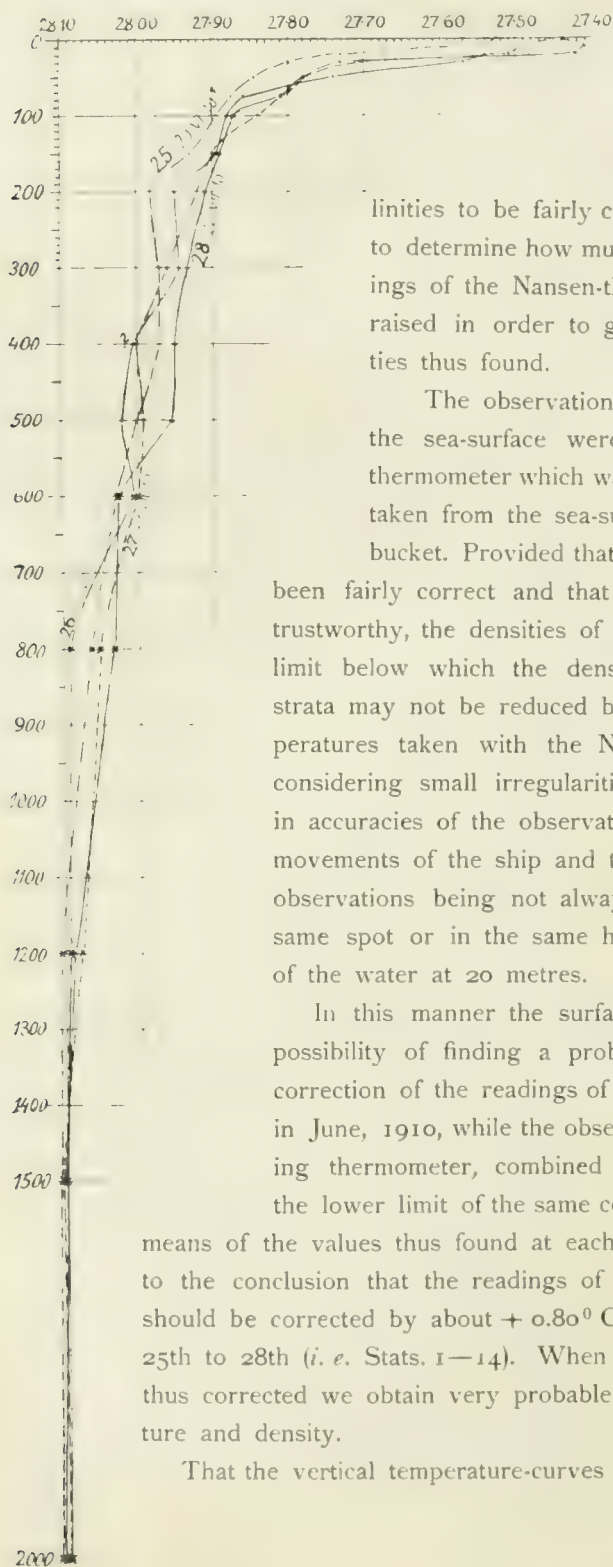 28·10 28·00 27·90 27·80 27·70 27·60 27·50 27·40
0
100
200
300
400
500
600
700
800
900
1000
1100
1200
1300
1400
1500
2000
25
28
2
25
26
linities to be fairly c
to determine how mu
ings of the Nansen-th
raised in order to g
ties thus found.
The observation
the sea-surface were
thermometer which w
taken from the sea-su
bucket. Provided that
been fairly correct and that
trustworthy, the densities of
limit below which the dens
strata may not be reduced b
peratures taken with the N
considering small irregulariti
in accuracies of the observat
movements of the ship and t
observations being not alway
same spot or in the same h
of the water at 20 metres.
In this manner the surfa
possibility of finding a prob
correction of the readings of
in June, 1910, while the obse
ing thermometer, combined
the lower limit of the same co
means of the values thus found at each
to the conclusion that the readings of
should be corrected by about + 0.80° C
25th to 28th (i. e. Stats. 1—14). When
thus corrected we obtain very probable
ture and density.
That the vertical temperature-curves